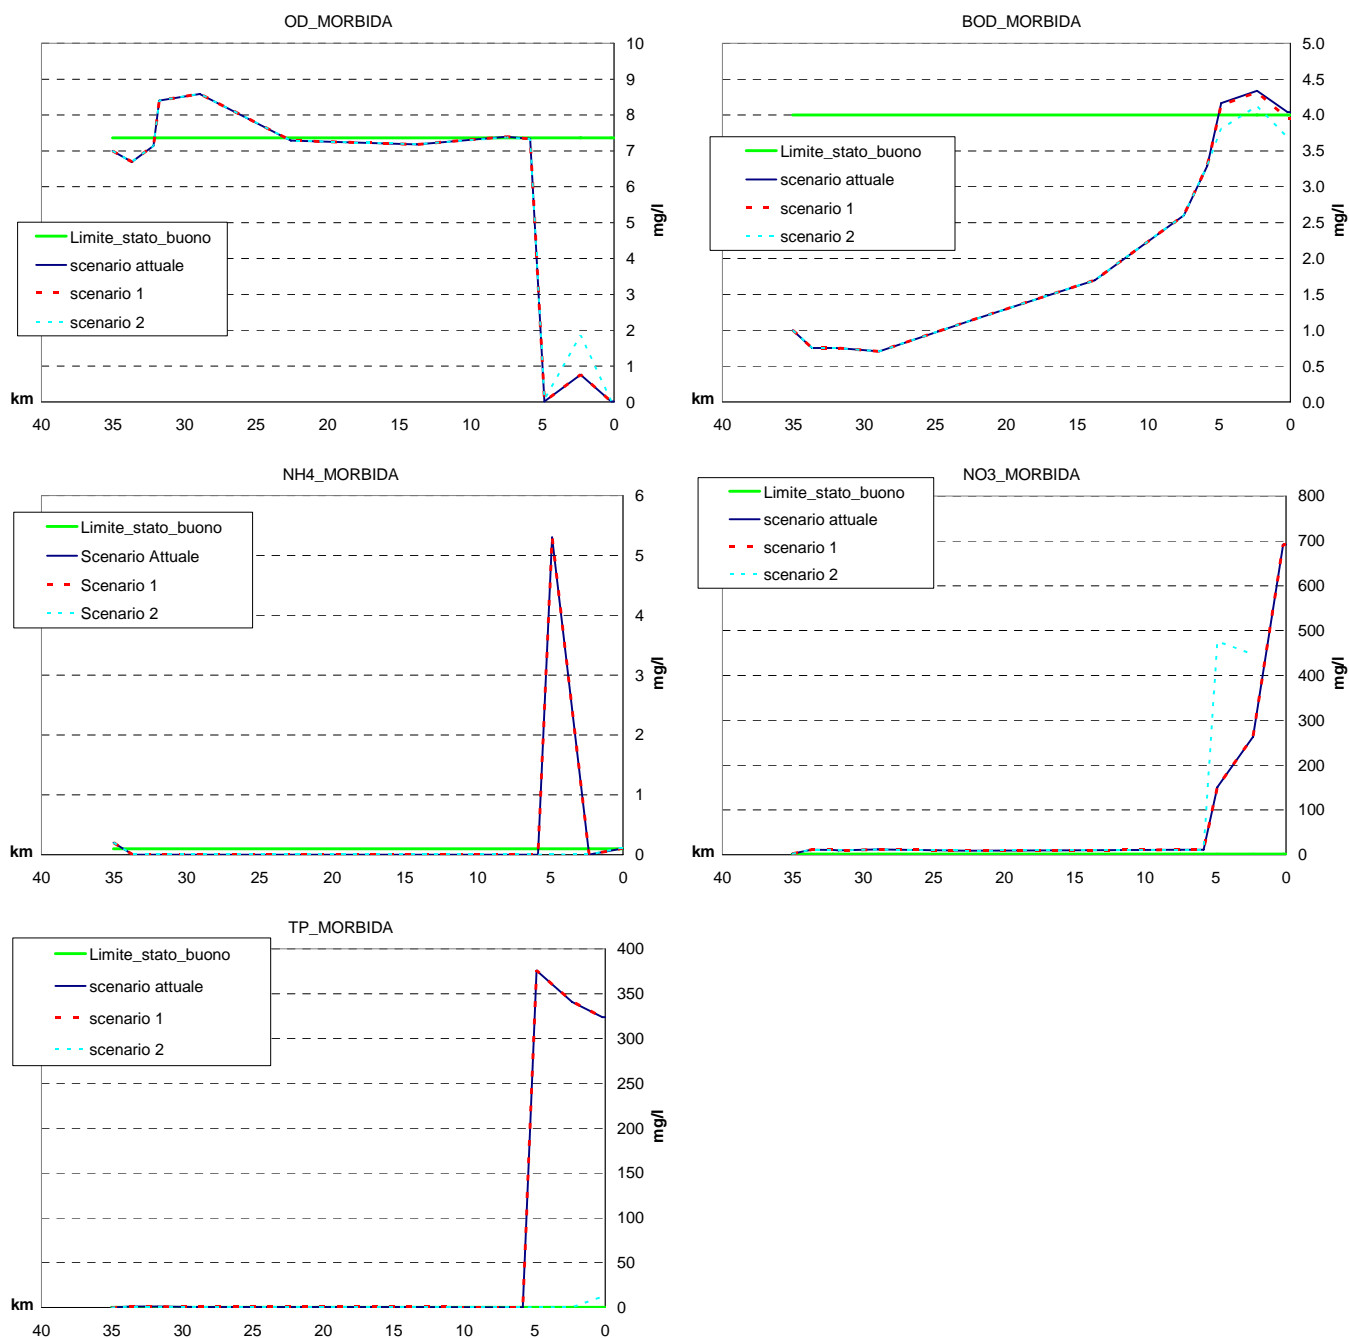 OD_MORBIDA
10
9
8
7
6
5
4
3
2
1
0
mg/l
Limite_stato_buono
scenario attuale
scenario 1
scenario 2
km
40 35 30 25 20 15 10 5 0
BOD_MORBIDA
5.0
4.5
4.0
3.5
3.0
2.5
2.0
1.5
1.0
0.5
0.0
mg/l
Limite_stato_buono
scenario attuale
scenario 1
scenario 2
km
40 35 30 25 20 15 10 5 0
NH4_MORBIDA
6
5
4
3
2
1
0
mg/l
Limite_stato_buono
Scenario Attuale
Scenario 1
Scenario 2
km
40 35 30 25 20 15 10 5 0
NO3_MORBIDA
800
700
600
500
400
300
200
100
0
mg/l
Limite_stato_buono
scenario attuale
scenario 1
scenario 2
km
40 35 30 25 20 15 10 5 0
TP_MORBIDA
400
350
300
250
200
150
100
50
0
mg/l
Limite_stato_buono
scenario attuale
scenario 1
scenario 2
km
40 35 30 25 20 15 10 5 0